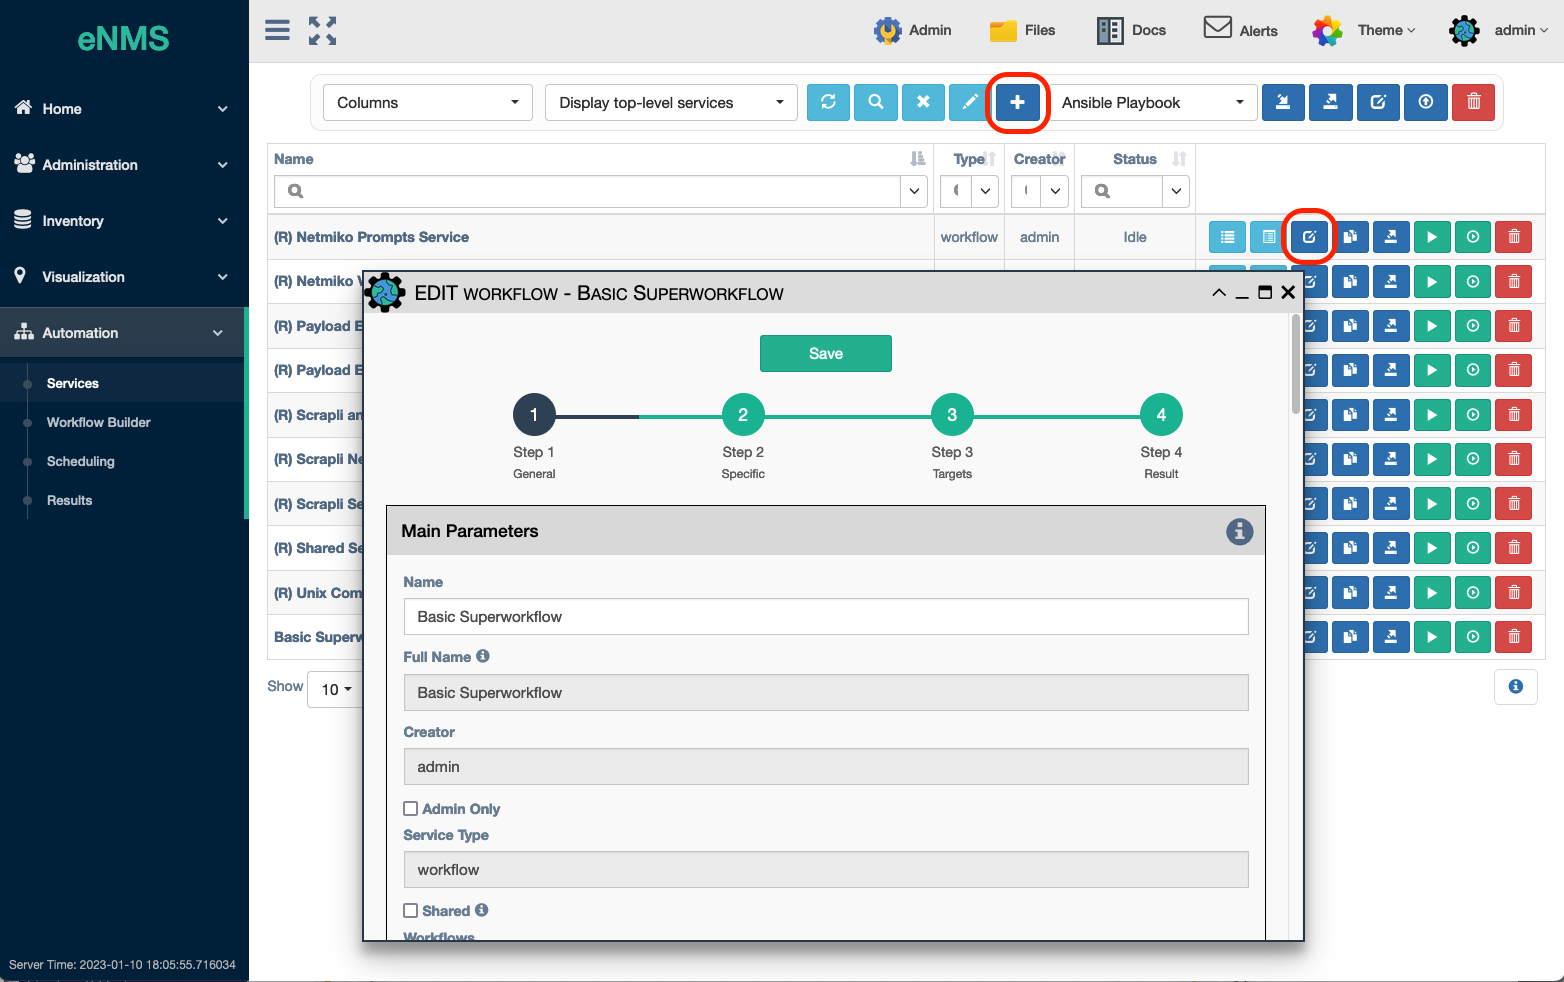 eNMS
Admin
Files
Docs
Alerts
Theme
admin
Home
Administration
Inventory
Visualization
Automation
Services
Workflow Builder
Scheduling
Results
Server Time: 2023-01-10 18:05:55.716034
Columns
Display top-level services
Ansible Playbook
Name
Type
Creator
Status
(R) Netmiko Prompts Service
workflow
admin
Idle
(R) Netmiko
(R) Payload E
(R) Payload E
(R) Scrapli an
(R) Scrapli Ne
(R) Scrapli Se
(R) Shared Se
(R) Unix Com
Basic Superw
Show
10
EDIT WORKFLOW - BASIC SUPERWORKFLOW
Save
1
2
3
4
Step 1
Step 2
Step 3
Step 4
General
Specific
Targets
Result
Main Parameters
Name
Basic Superworkflow
Full Name
Basic Superworkflow
Creator
admin
Admin Only
Service Type
workflow
Shared
Workflows